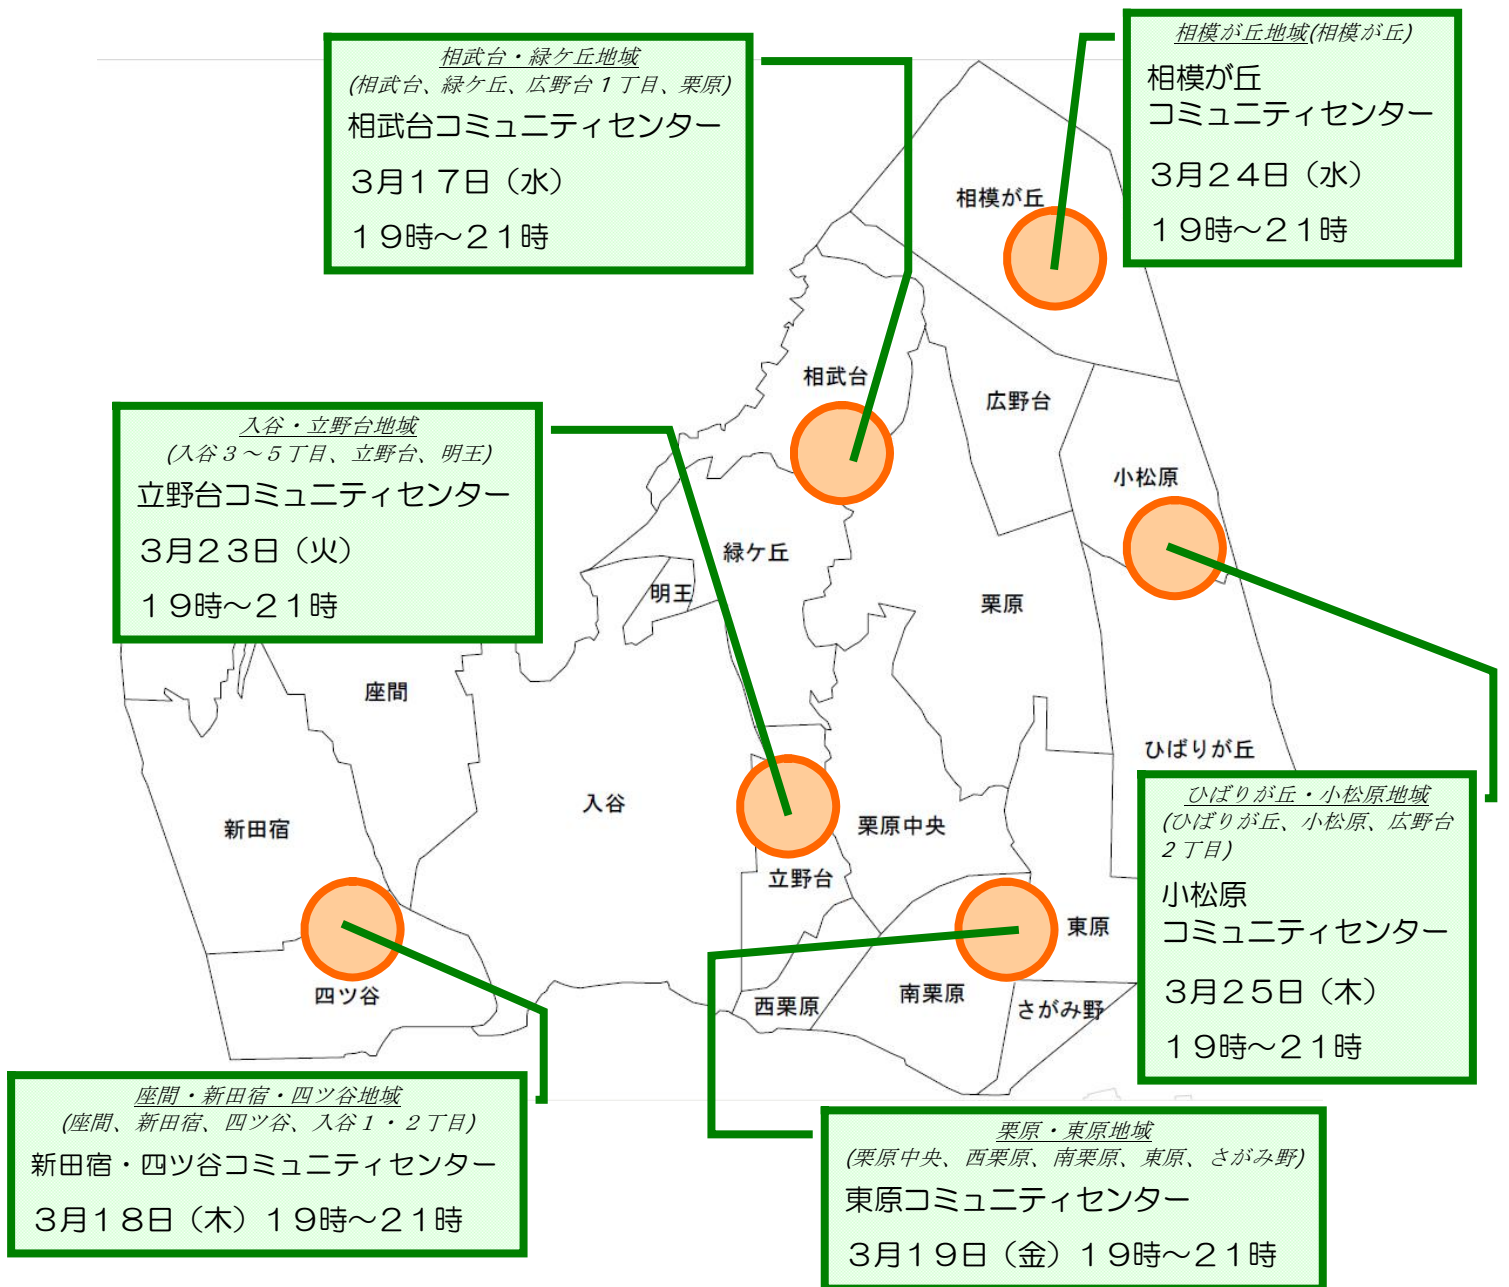 相武台・緑ケ丘地域
(相武台、緑ケ丘、広野台1丁目、栗原)
相武台コミュニティセンター
３月１７日（水）
１９時～２１時
相模が丘地域(相模が丘)
相模が丘
コミュニティセンター
３月２４日（水）
１９時～２１時
相模が丘
相武台
広野台
入谷・立野台地域
(入谷３～５丁目、立野台、明王)
立野台コミュニティセンター
３月２３日（火）
１９時～２１時
小松原
緑ケ丘
明王
栗原
座間
ひばりが丘
入谷
新田宿
栗原中央
立野台
東原
四ツ谷
西栗原
南栗原
さがみ野
ひばりが丘・小松原地域
(ひばりが丘、小松原、広野台
２丁目)
小松原
コミュニティセンター
３月２５日（木）
１９時～２１時
座間・新田宿・四ツ谷地域
(座間、新田宿、四ツ谷、入谷１・２丁目)
新田宿・四ツ谷コミュニティセンター
３月１８日（木）１９時～２１時
栗原・東原地域
(栗原中央、西栗原、南栗原、東原、さがみ野)
東原コミュニティセンター
３月１９日（金）１９時～２１時